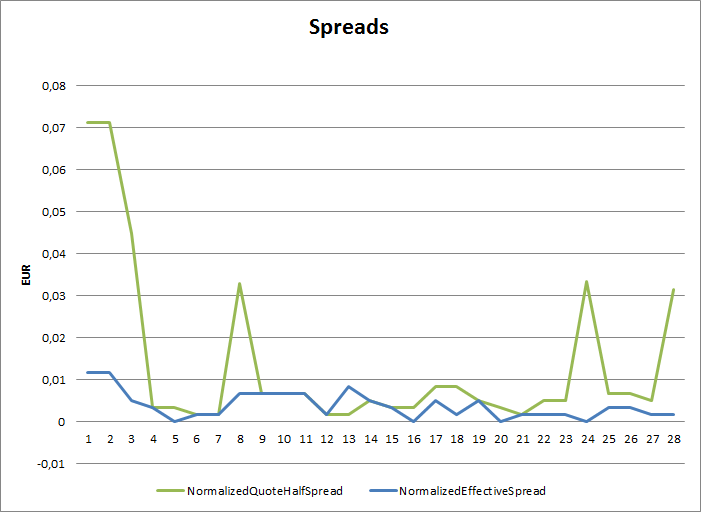 Spreads
0,08
0,07
0,06
0,05
0,04
0,03
0,02
0,01
0
-0,01
EUR
1 2 3 4 5 6 7 8 9 10 11 12 13 14 15 16 17 18 19 20 21 22 23 24 25 26 27 28
NormalizedQuoteHalfSpread NormalizedEffectiveSpread